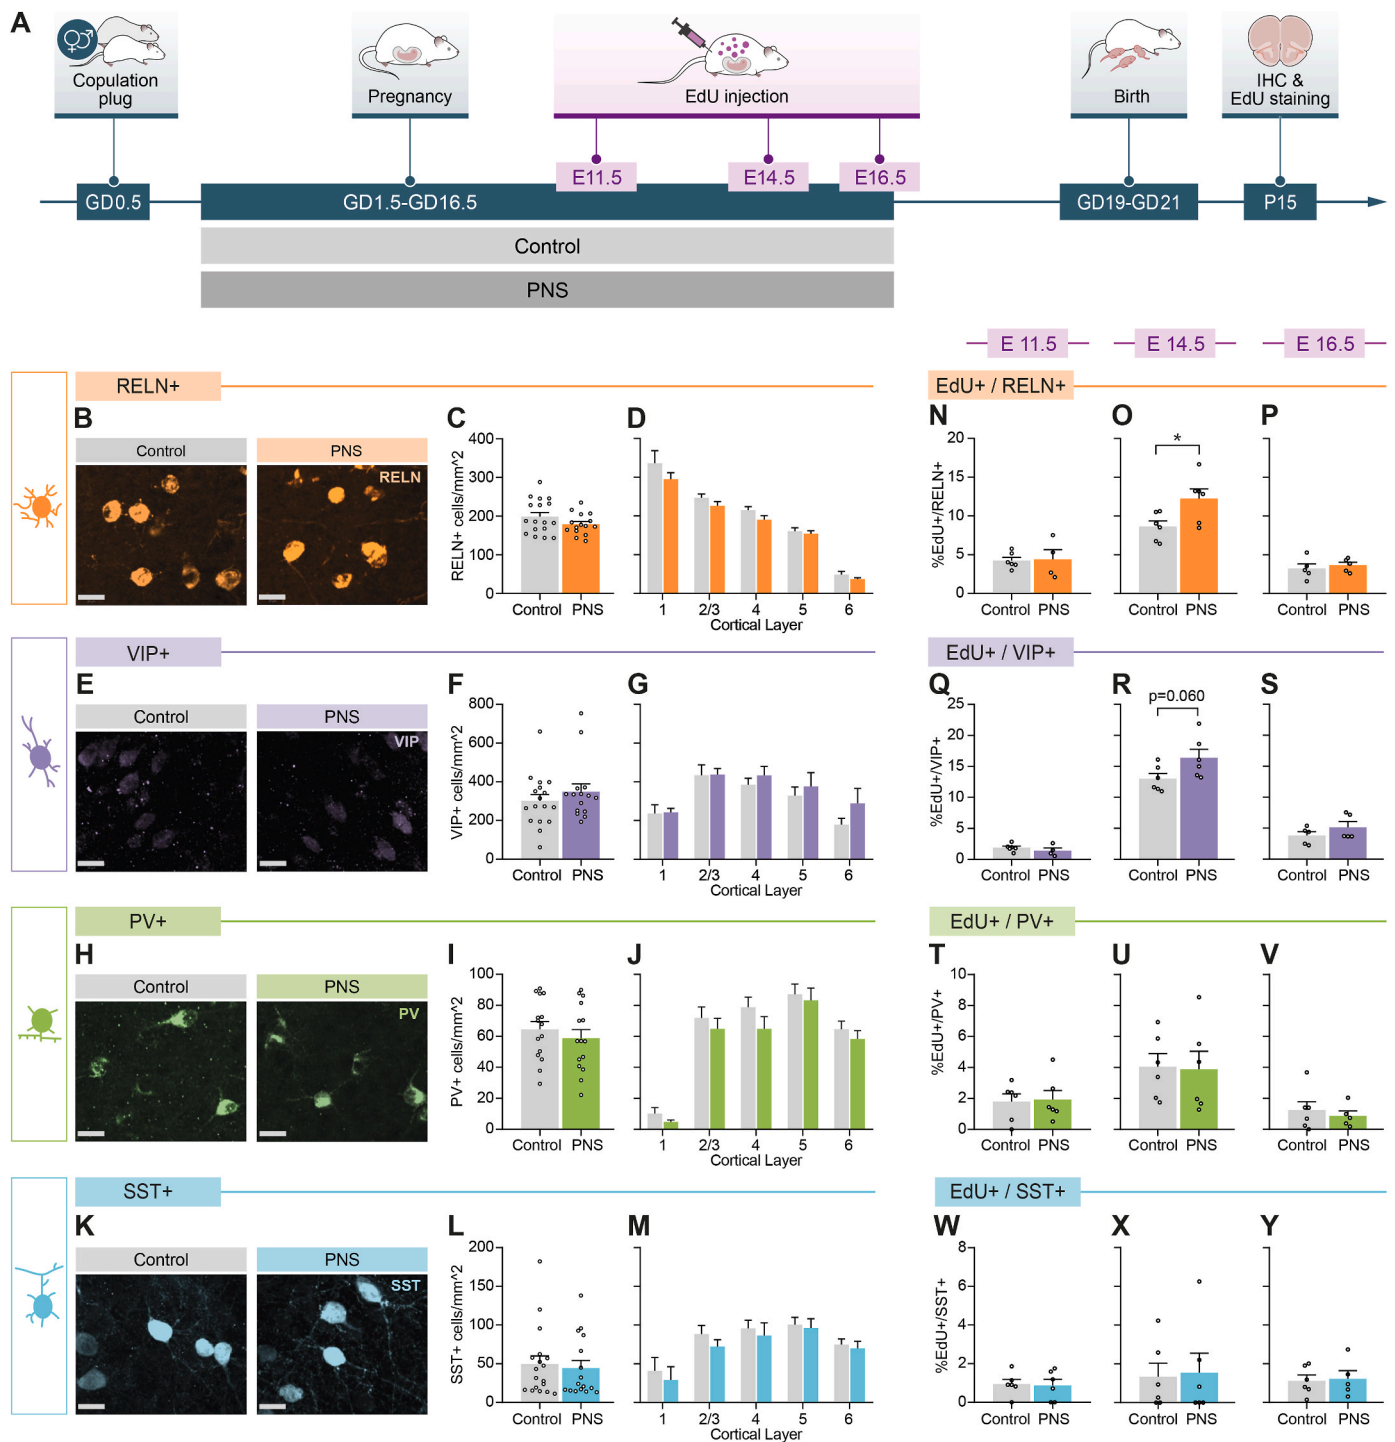 A
Copulation
plug
Pregnancy
EdU injection
Birth
IHC &
EdU staining
E11.5
E14.5
E16.5
GD0.5
GD1.5-GD16.5
GD19-GD21
P15
Control
PNS
E 11.5
E 14.5
E 16.5
RELN+
EdU+ / RELN+
B
Control
PNS
RELN
C
RELN+ cells/mm^2
400
300
200
100
0
Control PNS
D
1 2/3 4 5 6
Cortical Layer
N
%EdU+/RELN+
20
15
10
5
0
Control PNS
O
*
Control PNS
P
Control PNS
VIP+
EdU+ / VIP+
E
Control
PNS
VIP
F
VIP+ cells/mm^2
800
600
400
200
0
Control PNS
G
1 2/3 4 5 6
Cortical Layer
Q
%EdU+/VIP+
25
20
15
10
5
0
Control PNS
R
p=0.060
Control PNS
S
Control PNS
PV+
EdU+ / PV+
H
Control
PNS
PV
I
PV+ cells/mm^2
100
80
60
40
20
0
Control PNS
J
1 2/3 4 5 6
Cortical Layer
T
%EdU+/PV+
10
8
6
4
2
0
Control PNS
U
Control PNS
V
Control PNS
SST+
EdU+ / SST+
K
Control
PNS
SST
L
SST+ cells/mm^2
200
150
100
50
0
Control PNS
M
1 2/3 4 5 6
Cortical Layer
W
%EdU+/SST+
8
6
4
2
0
Control PNS
X
Control PNS
Y
Control PNS